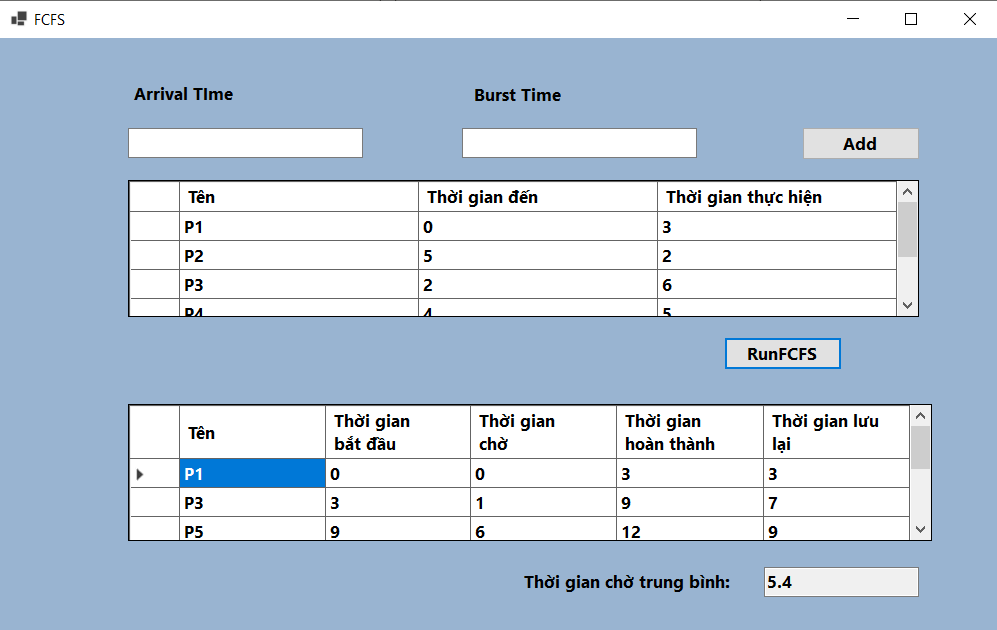 FCFS
Arrival TIme Burst Time
Add
Tên Thời gian đến Thời gian thực hiện
P1 0 3
P2 5 2
P3 2 6
P4 4 5
RunFCFS
Tên Thời gian bắt đầu Thời gian chờ Thời gian hoàn thành Thời gian lưu lại
P1 0 0 3 3
P3 3 1 9 7
P5 9 6 12 9
Thời gian chờ trung bình: 5.4